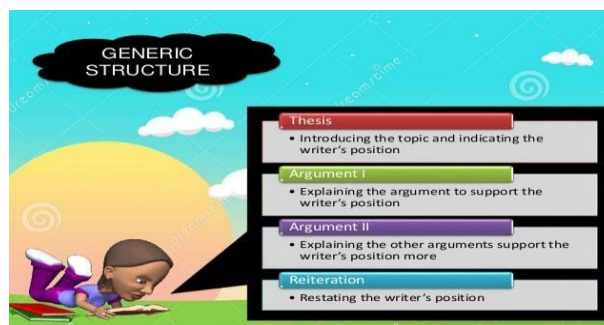 GENERIC
STRUCTURE
Thesis
• Introducing the topic and indicating the
writer's position
Argument I
• Explaining the argument to support the
writer's position
Argument II
• Explaining the other arguments support the
writer's position more
Reiteration
• Restating the writer's position
dreamstime